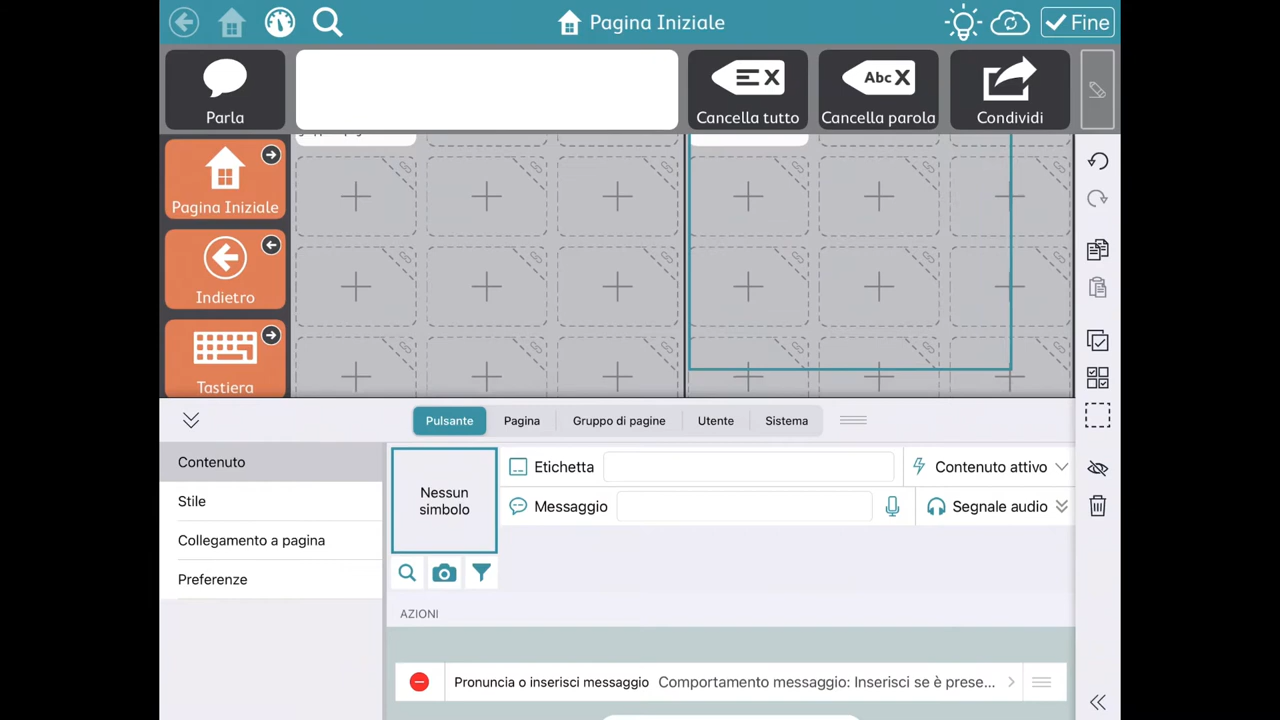 Pagina Iniziale
Fine
Parla
Cancella tutto
Abc X
Cancella parola
Condividi
Pagina Iniziale
Indietro
Tastiera
Pulsante
Pagina
Gruppo di pagine
Utente
Sistema
Contenuto
Stile
Collegamento a pagina
Preferenze
Nessun
simbolo
Etichetta
Contenuto attivo
Messaggio
Segnale audio
AZIONI
Pronuncia o inserisci messaggio Comportamento messaggio: Inserisci se è prese...